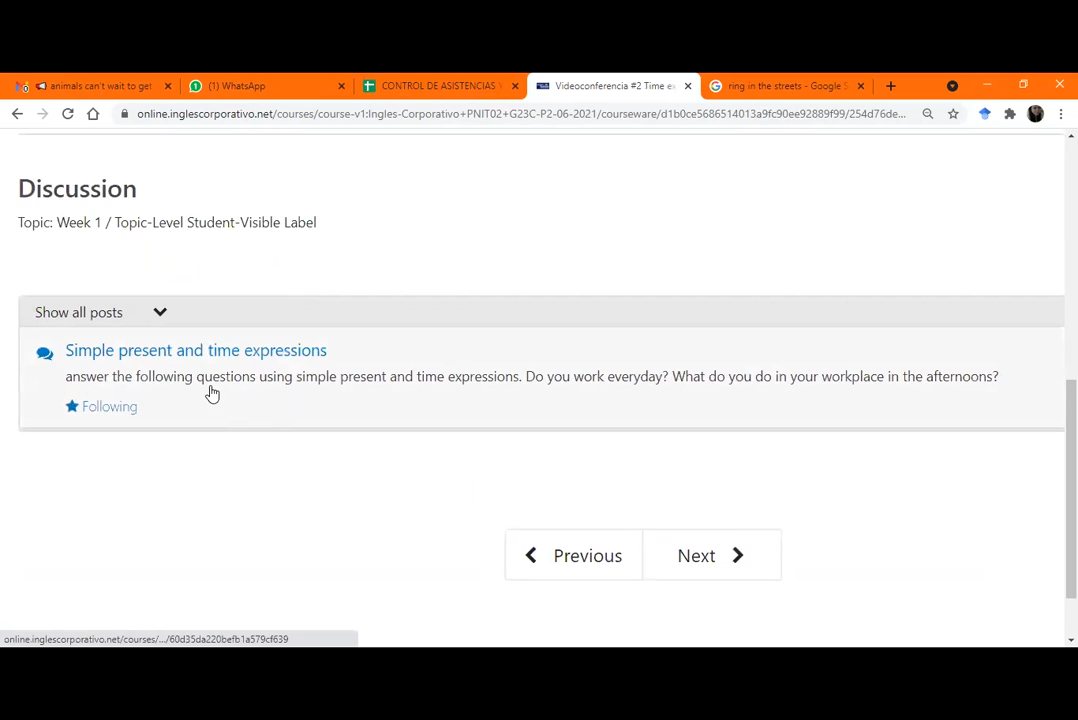 animals can't wait to get
(1) WhatsApp
CONTROL DE ASISTENCIAS
Videoconferencia #2 Time ex
ring in the streets - Google S
online.inglescorporativo.net/courses/course-v1:Ingles-Corporativo+PNIT02+G23C-P2-06-2021/courseware/d1b0ce5686514013a9fc90ee92889f99/254d76de...
Discussion
Topic: Week 1 / Topic-Level Student-Visible Label
Show all posts
Simple present and time expressions
answer the following questions using simple present and time expressions. Do you work everyday? What do you do in your workplace in the afternoons?
Following
Previous
Next
online.inglescorporativo.net/courses/.../60d35da220befb1a579cf639